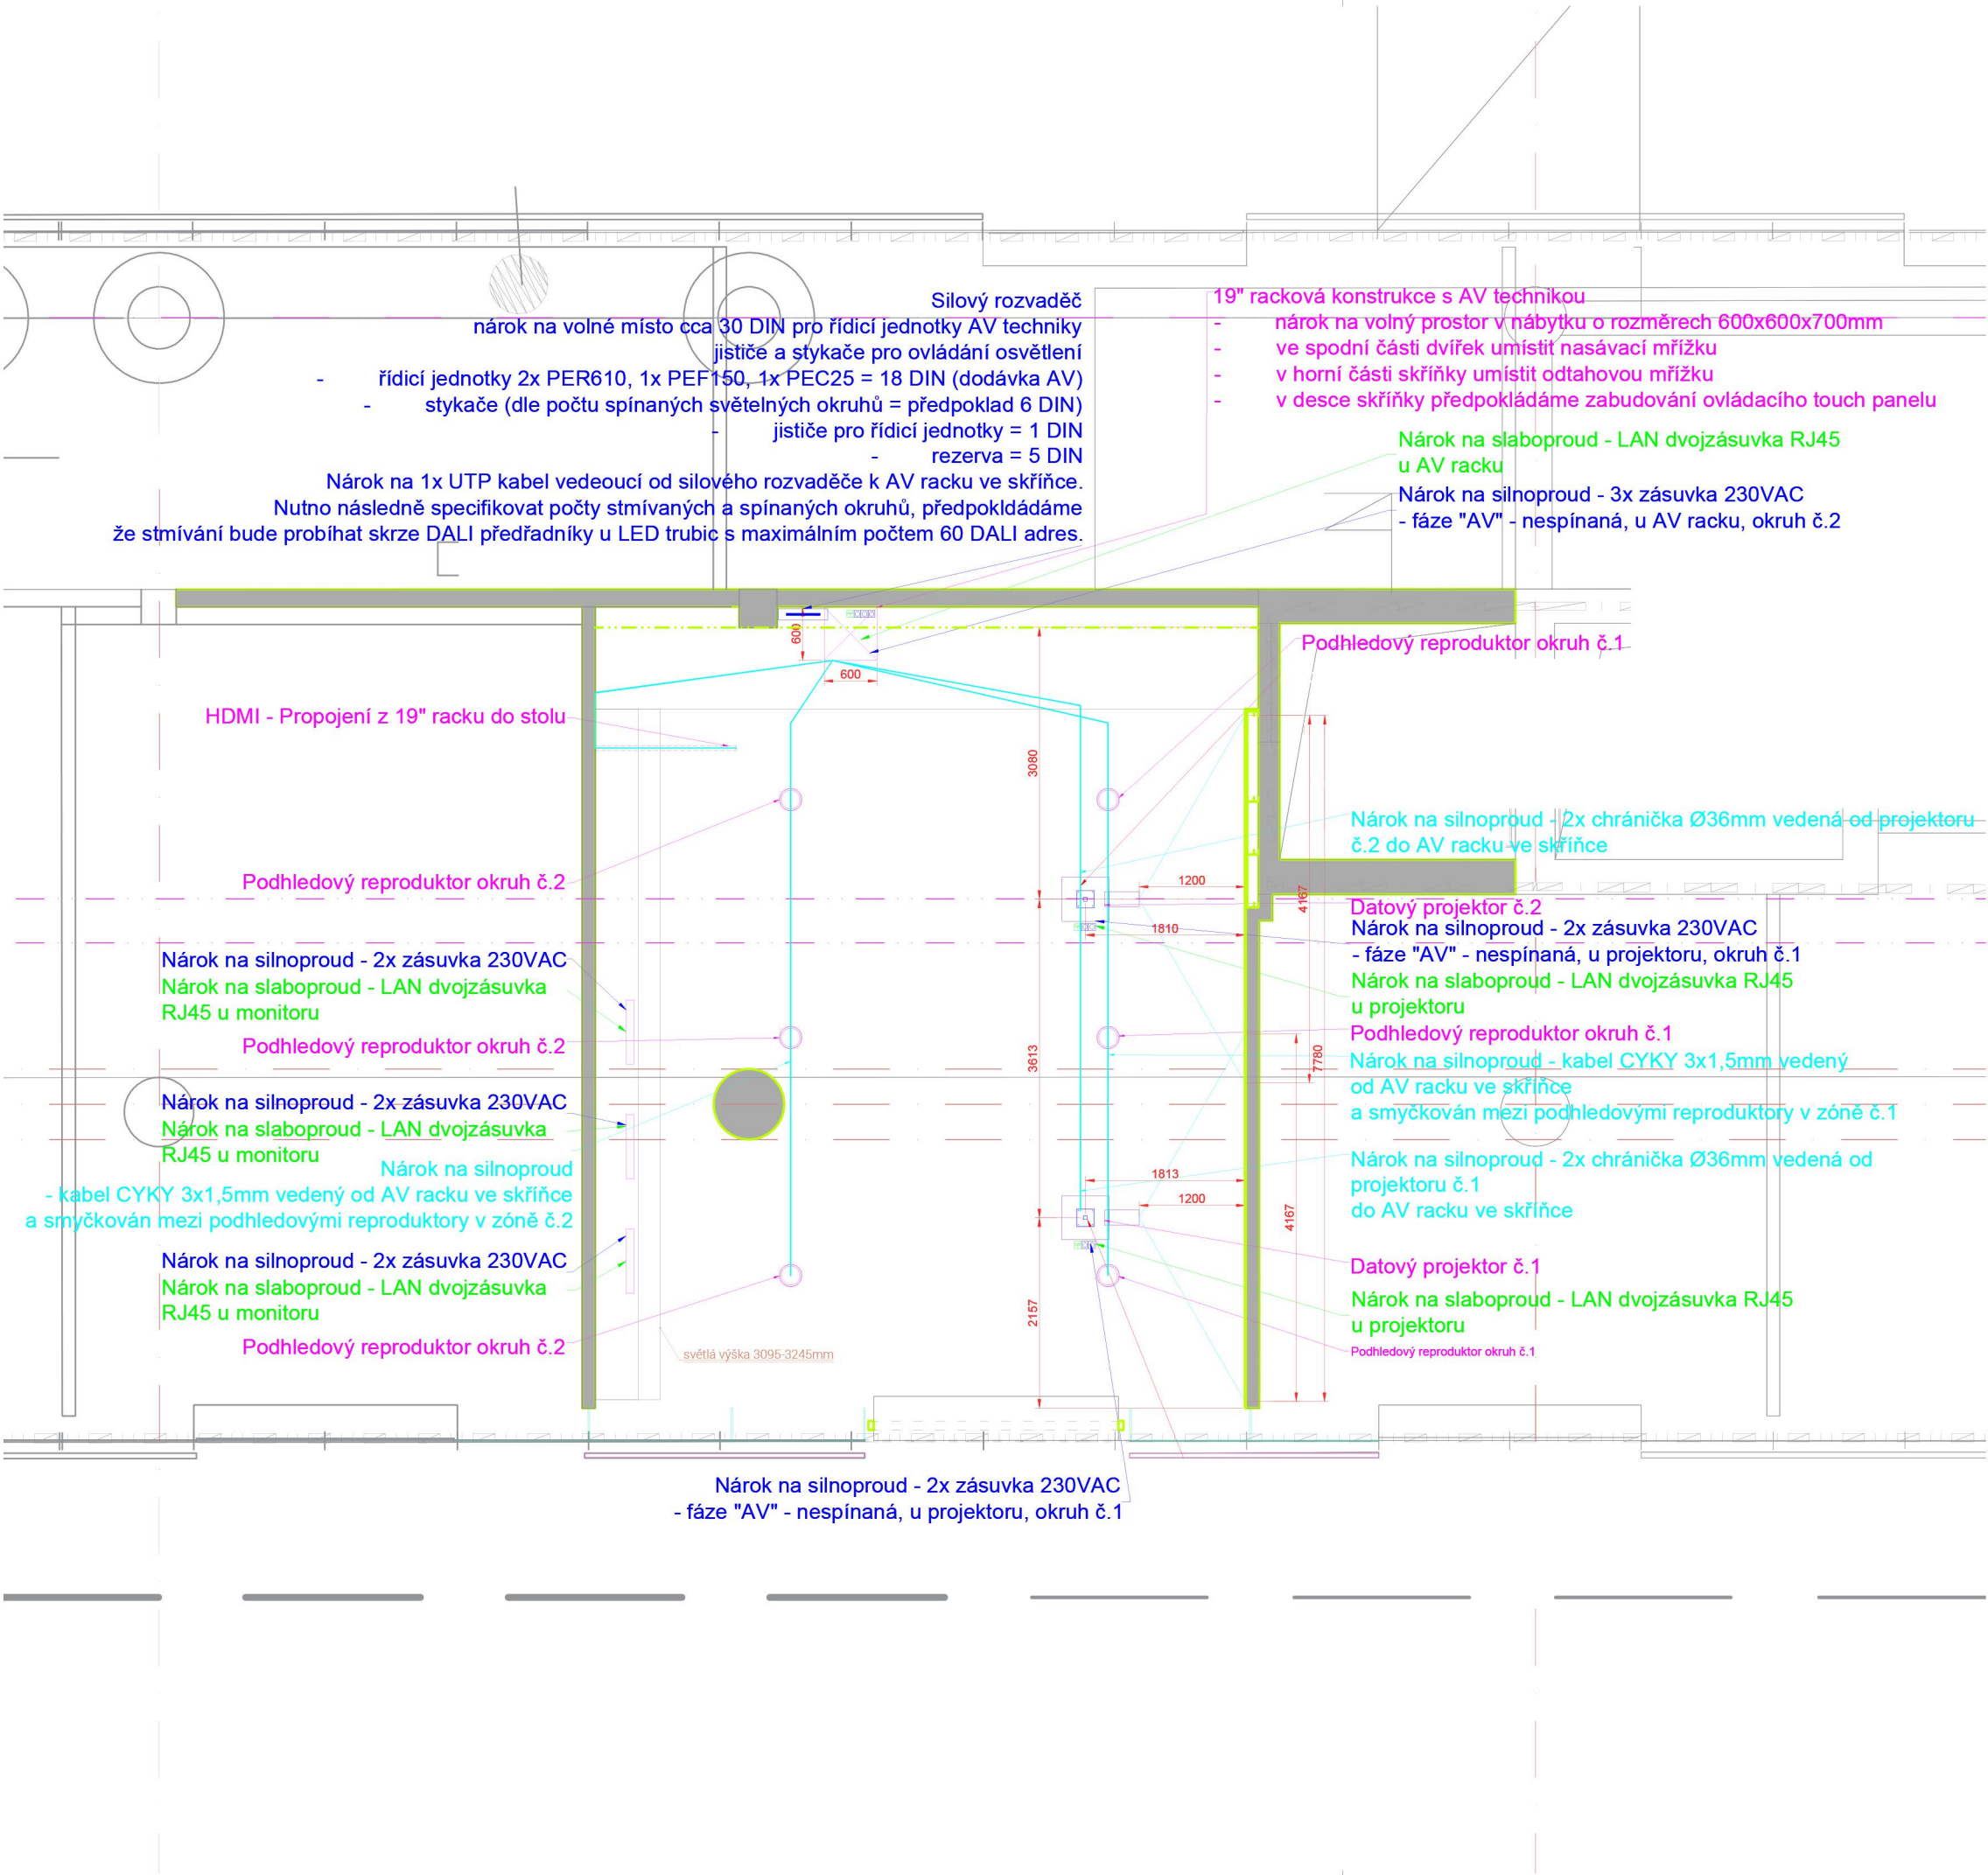 Silový rozvaděč
nárok na volné místo cca 30 DIN pro řídicí jednotky AV techniky
jističe a stykače pro ovládání osvětlení
- řídicí jednotky 2x PER610, 1x PEF150, 1x PEC25 = 18 DIN (dodávka AV)
- stykače (dle počtu spínaných světelných okruhů = předpoklad 6 DIN)
- jističe pro řídicí jednotky = 1 DIN
- rezerva = 5 DIN
Nárok na 1x UTP kabel vedeoucí od silového rozvaděče k AV racku ve skříňce.
Nutno následně specifikovat počty stmívaných a spínaných okruhů, předpokldádáme
že stmívání bude probíhat skrze DALI předřadníky u LED trubic s maximálním počtem 60 DALI adres.
19" racková konstrukce s AV technikou
- nárok na volný prostor v nábytku o rozměrech 600x600x700mm
- ve spodní části dvířek umístit nasávací mřížku
- v horní části skříňky umístit odtahovou mřížku
- v desce skříňky předpokládáme zabudování ovládacího touch panelu
Nárok na slaboproud - LAN dvojzásuvka RJ45
u AV racku
Nárok na silnoproud - 3x zásuvka 230VAC
- fáze "AV" - nespínaná, u AV racku, okruh č.2
600
600
Podhledový reproduktor okruh č.1
HDMI - Propojení z 19" racku do stolu
3080
Nárok na silnoproud - 2x chránička Ø36mm vedená od projektoru
č.2 do AV racku ve skříňce
Podhledový reproduktor okruh č.2
1200
4167
Datový projektor č.2
1810
Nárok na silnoproud - 2x zásuvka 230VAC
- fáze "AV" - nespínaná, u projektoru, okruh č.1
Nárok na silnoproud - 2x zásuvka 230VAC
Nárok na slaboproud - LAN dvojzásuvka
RJ45 u monitoru
Nárok na slaboproud - LAN dvojzásuvka RJ45
u projektoru
Podhledový reproduktor okruh č.2
Podhledový reproduktor okruh č.1
3613
7780
Nárok na silnoproud - kabel CYKY 3x1,5mm vedený
od AV racku ve skříňce
a smyčkován mezi podhledovými reproduktory v zóně č.1
Nárok na silnoproud - 2x zásuvka 230VAC
Nárok na slaboproud - LAN dvojzásuvka
RJ45 u monitoru
Nárok na silnoproud
- kabel CYKY 3x1,5mm vedený od AV racku ve skříňce
a smyčkován mezi podhledovými reproduktory v zóně č.2
1813
1200
4167
Nárok na silnoproud - 2x chránička Ø36mm vedená od
projektoru č.1
do AV racku ve skříňce
Nárok na silnoproud - 2x zásuvka 230VAC
Nárok na slaboproud - LAN dvojzásuvka
RJ45 u monitoru
Datový projektor č.1
Nárok na slaboproud - LAN dvojzásuvka RJ45
u projektoru
2157
Podhledový reproduktor okruh č.2
světlá výška 3095-3245mm
Podhledový reproduktor okruh č.1
Nárok na silnoproud - 2x zásuvka 230VAC
- fáze "AV" - nespínaná, u projektoru, okruh č.1